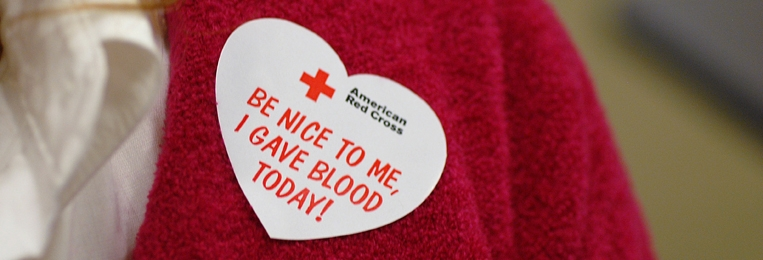 American
Red Cross
BE NICE TO ME,
I GAVE BLOOD
TODAY!